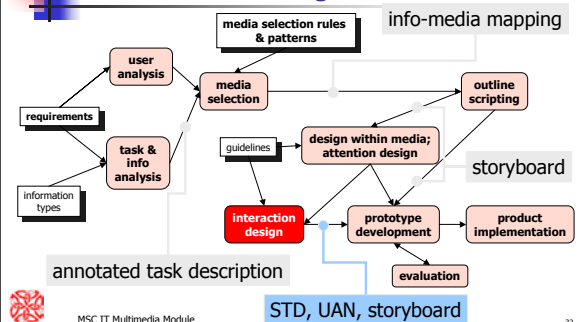 media selection rules
& patterns
info-media mapping
user
analysis
media
selection
outline
scripting
requirements
task &
info
analysis
guidelines
design within media;
attention design
storyboard
information
types
interaction
design
prototype
development
product
implementation
annotated task description
evaluation
STD, UAN, storyboard
MSC IT Multimedia Module